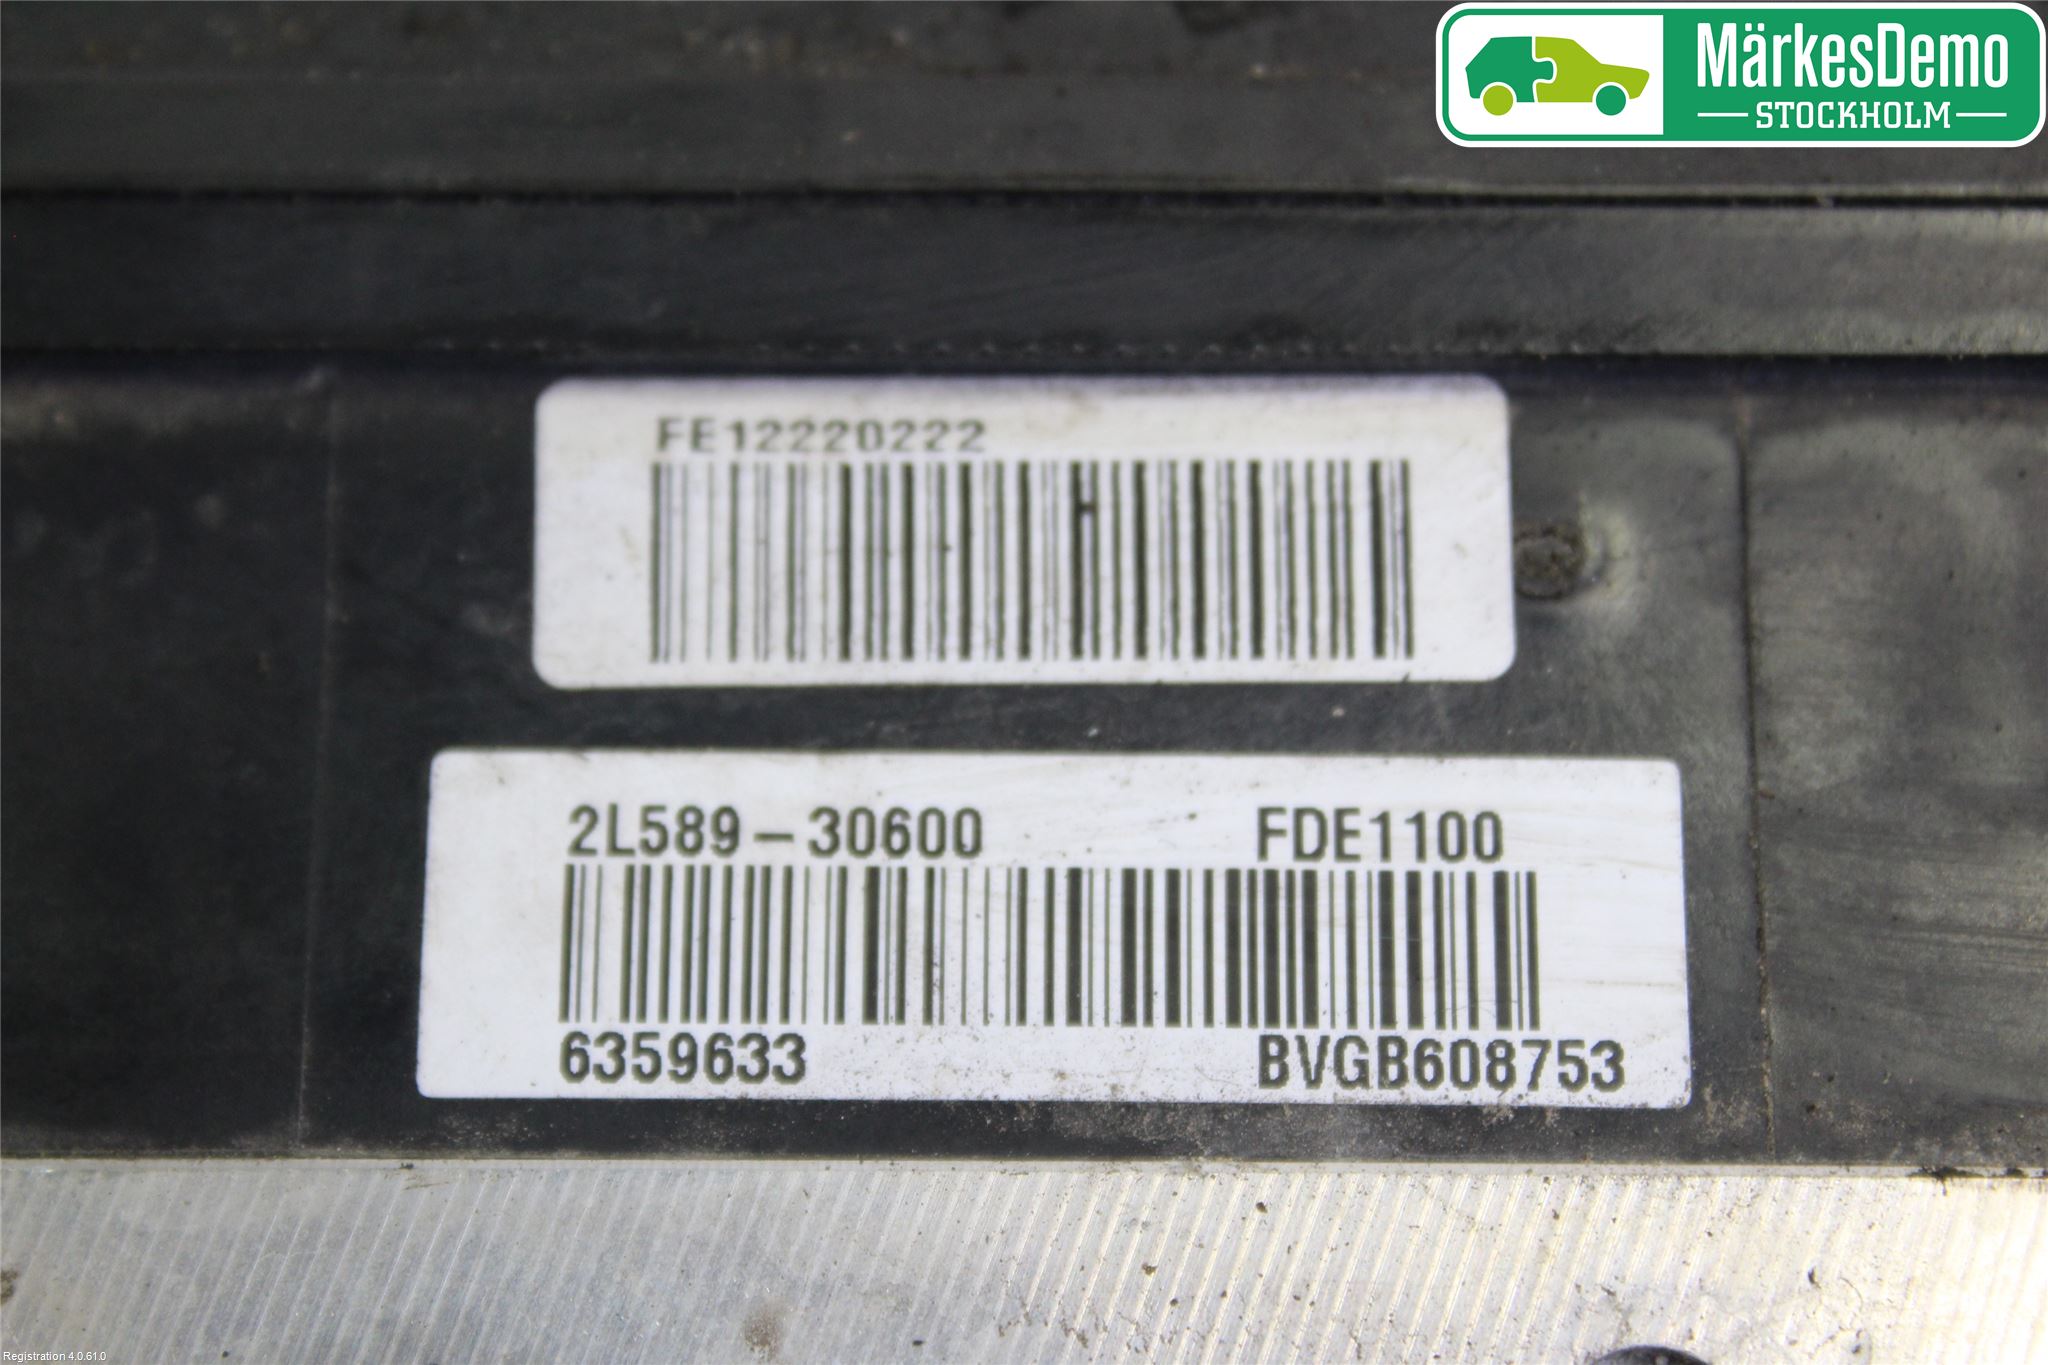 MärkesDemo
STOCKHOLM
FE12220222
2L589-30600 FDE1100
6359633 BVGB608753
Registration 4.0.61.0